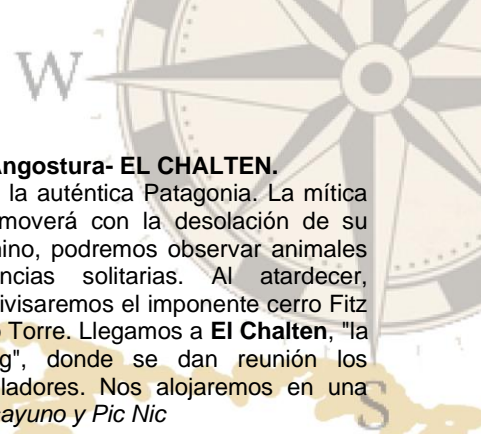 W
Angostura- EL CHALTEN.
la auténtica Patagonia. La mítica
moverá con la desolación de su
nino, podremos observar animales
ncias solitarias. Al atardecer,
ivisaremos el imponente cerro Fitz
o Torre. Llegamos a El Chalten, "la
g", donde se dan reunión los
ladores. Nos alojaremos en una
ayuno y Pic Nic
S